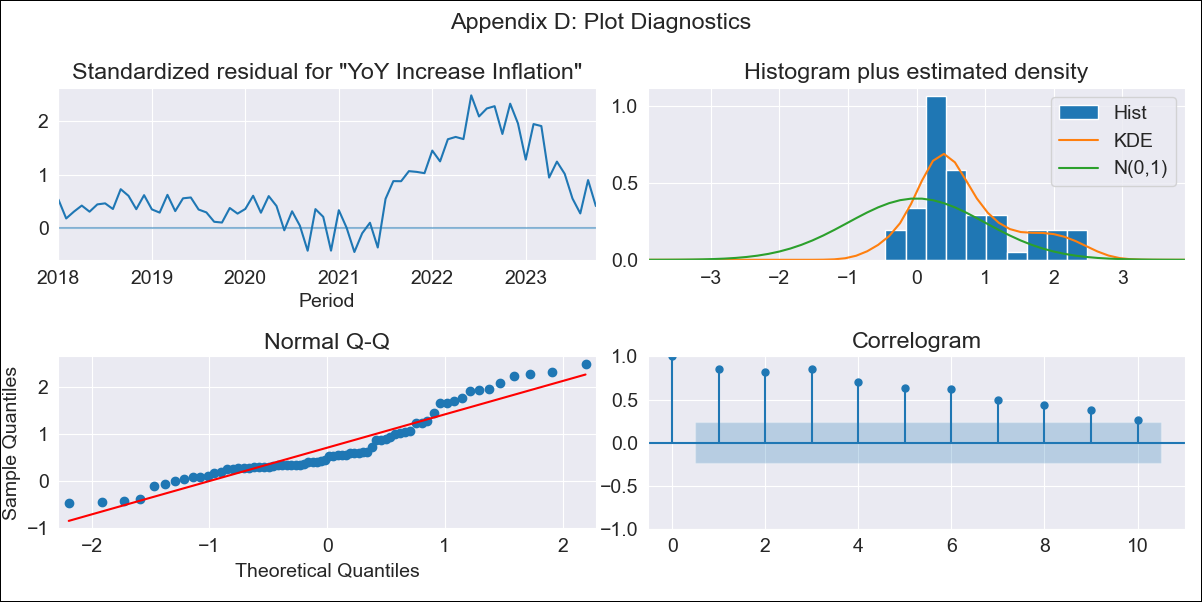 Appendix D: Plot Diagnostics
Standardized residual for "YoY Increase Inflation"
2
1
0
2018 2019 2020 2021 2022 2023
Period
Histogram plus estimated density
1.0
0.5
0.0
Hist
KDE
N(0,1)
−3 −2 −1 0 1 2 3
Normal Q-Q
Sample Quantiles
2
1
0
−1
−2 −1 0 1 2
Theoretical Quantiles
Correlogram
1.0
0.5
0.0
−0.5
−1.0
0 2 4 6 8 10